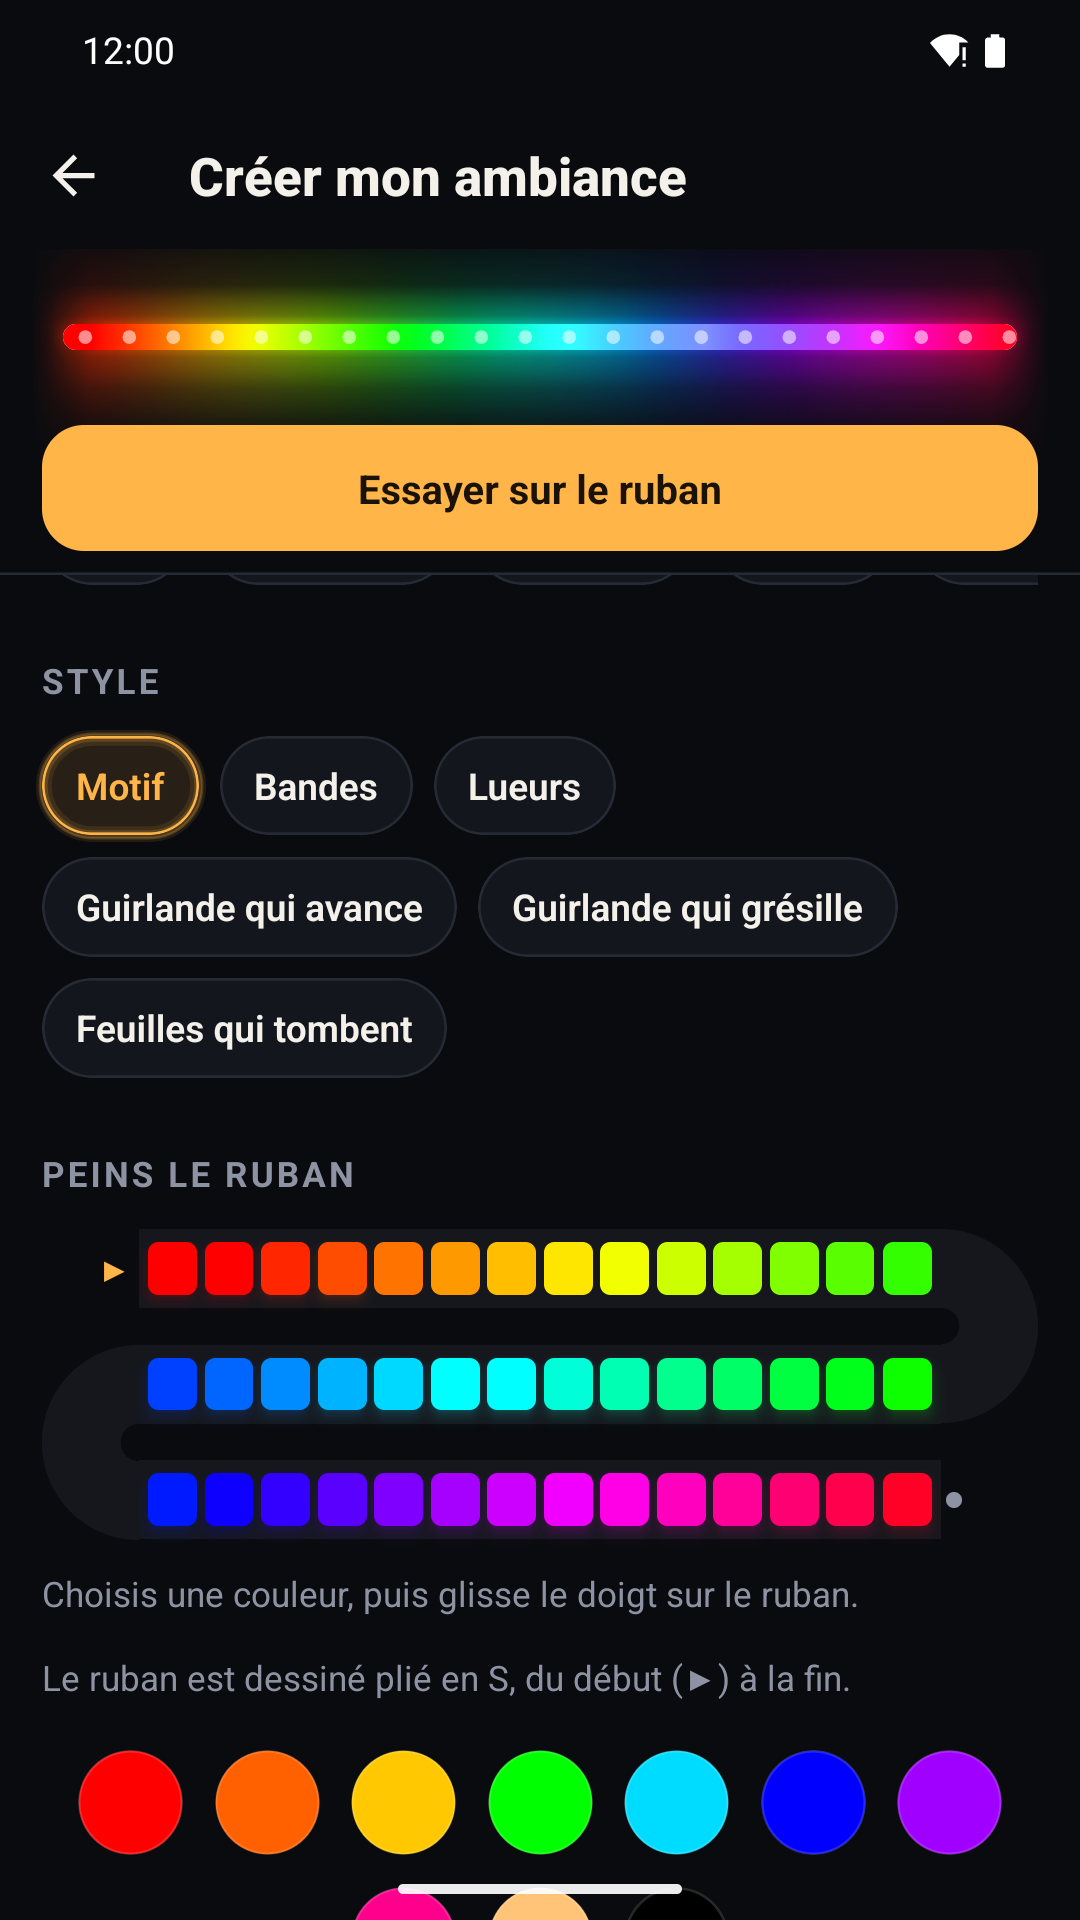 12:00
Créer mon ambiance
Essayer sur le ruban
STYLE
Motif
Bandes
Lueurs
Guirlande qui avance
Guirlande qui grésille
Feuilles qui tombent
PEINS LE RUBAN
Choisis une couleur, puis glisse le doigt sur le ruban.
Le ruban est dessiné plié en S, du début (►) à la fin.